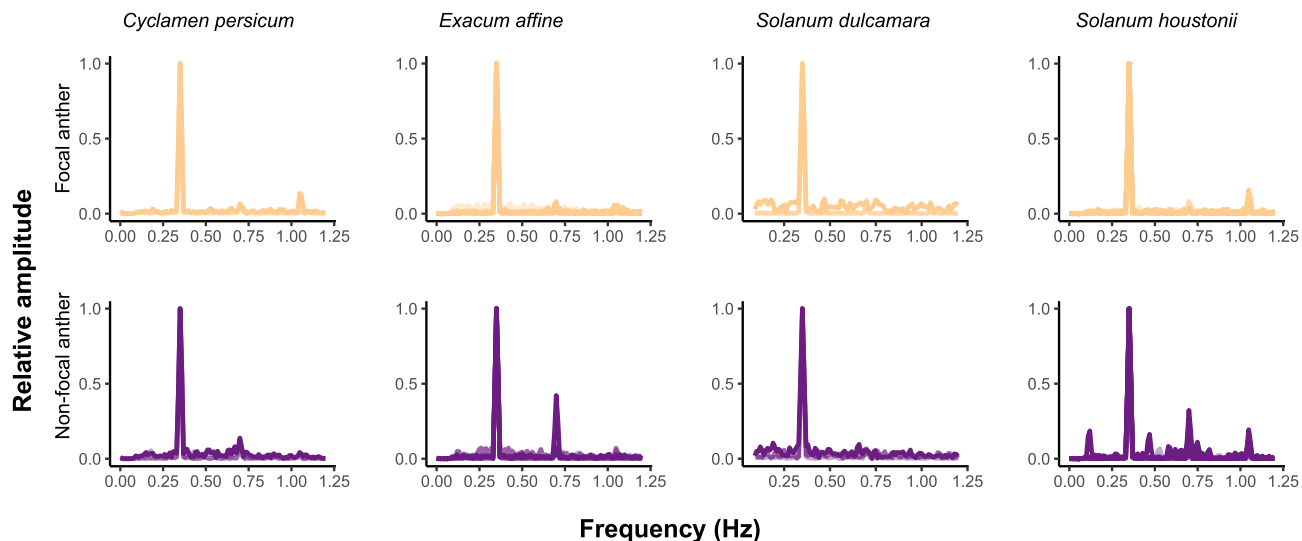 Cyclamen persicum
Exacum affine
Solanum dulcamara
Solanum houstonii
Relative amplitude
Focal anther
1.0
0.5
0.0
0.00 0.25 0.50 0.75 1.00 1.25
1.0
0.5
0.0
0.00 0.25 0.50 0.75 1.00 1.25
1.0
0.5
0.0
0.25 0.50 0.75 1.00 1.25
1.0
0.5
0.0
0.00 0.25 0.50 0.75 1.00 1.25
Non-focal anther
1.0
0.5
0.0
0.00 0.25 0.50 0.75 1.00 1.25
1.0
0.5
0.0
0.00 0.25 0.50 0.75 1.00 1.25
1.0
0.5
0.0
0.25 0.50 0.75 1.00 1.25
1.0
0.5
0.0
0.00 0.25 0.50 0.75 1.00 1.25
Frequency (Hz)